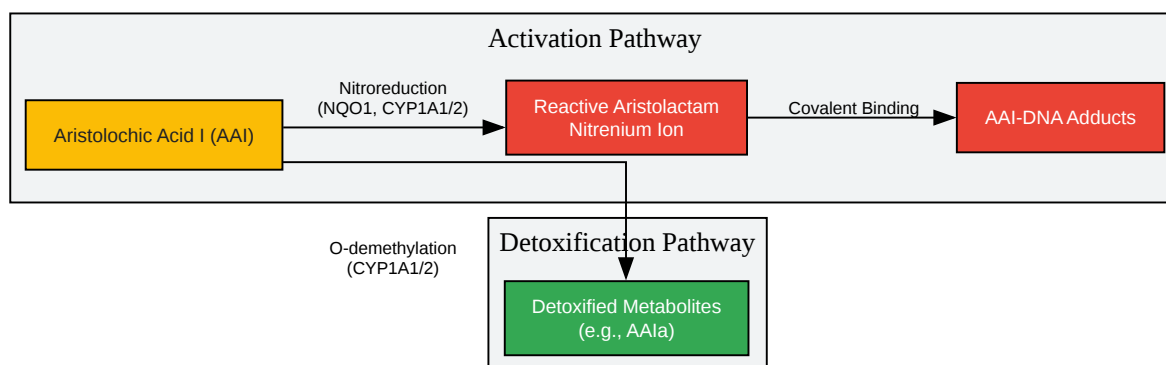 Activation Pathway
Aristolochic Acid I (AAI)
Nitroreduction
(NQO1, CYP1A1/2)
Reactive Aristolactam
Nitrenium Ion
Covalent Binding
AAI-DNA Adducts
O-demethylation
(CYP1A1/2)
Detoxification Pathway
Detoxified Metabolites
(e.g., AAIa)